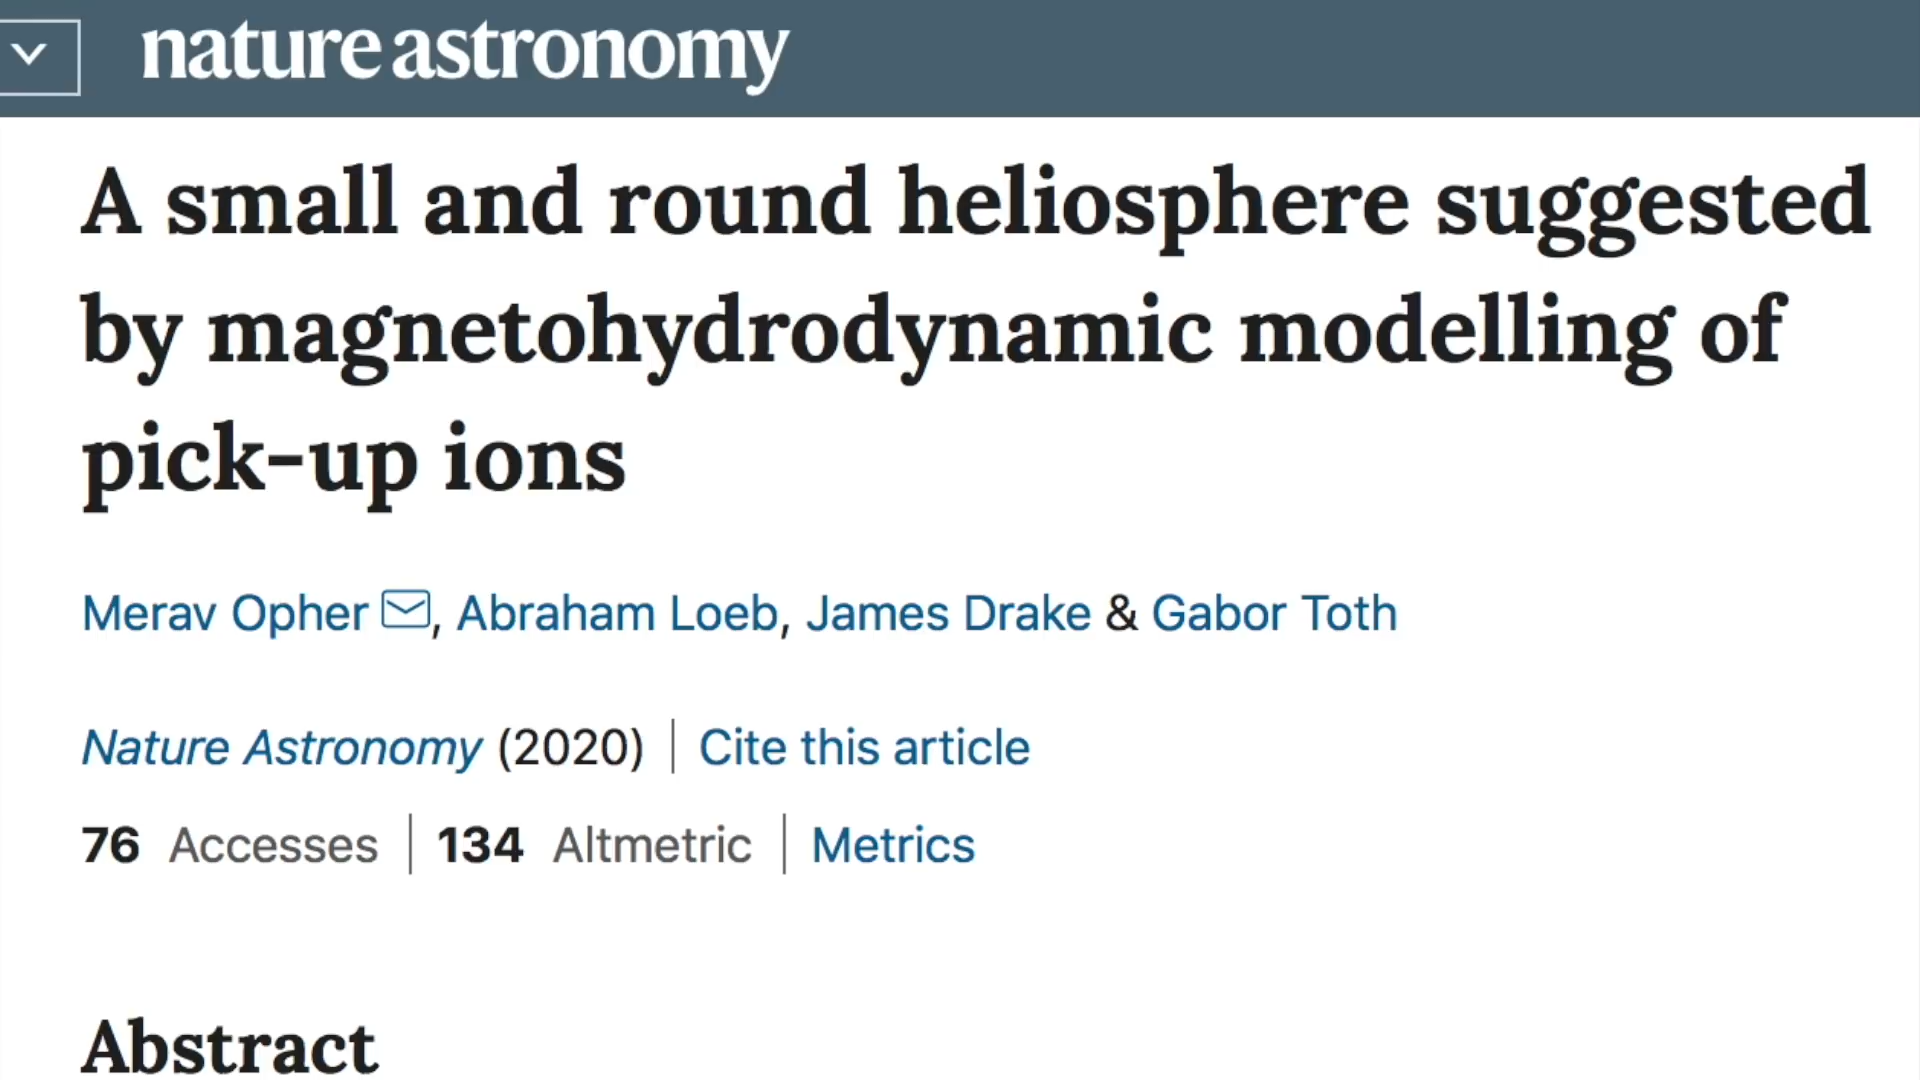 nature astronomy
A small and round heliosphere suggested
by magnetohydrodynamic modelling of
pick-up ions
Merav Opher, Abraham Loeb, James Drake & Gabor Toth
Nature Astronomy (2020) | Cite this article
76 Accesses | 134 Altmetric | Metrics
Abstract